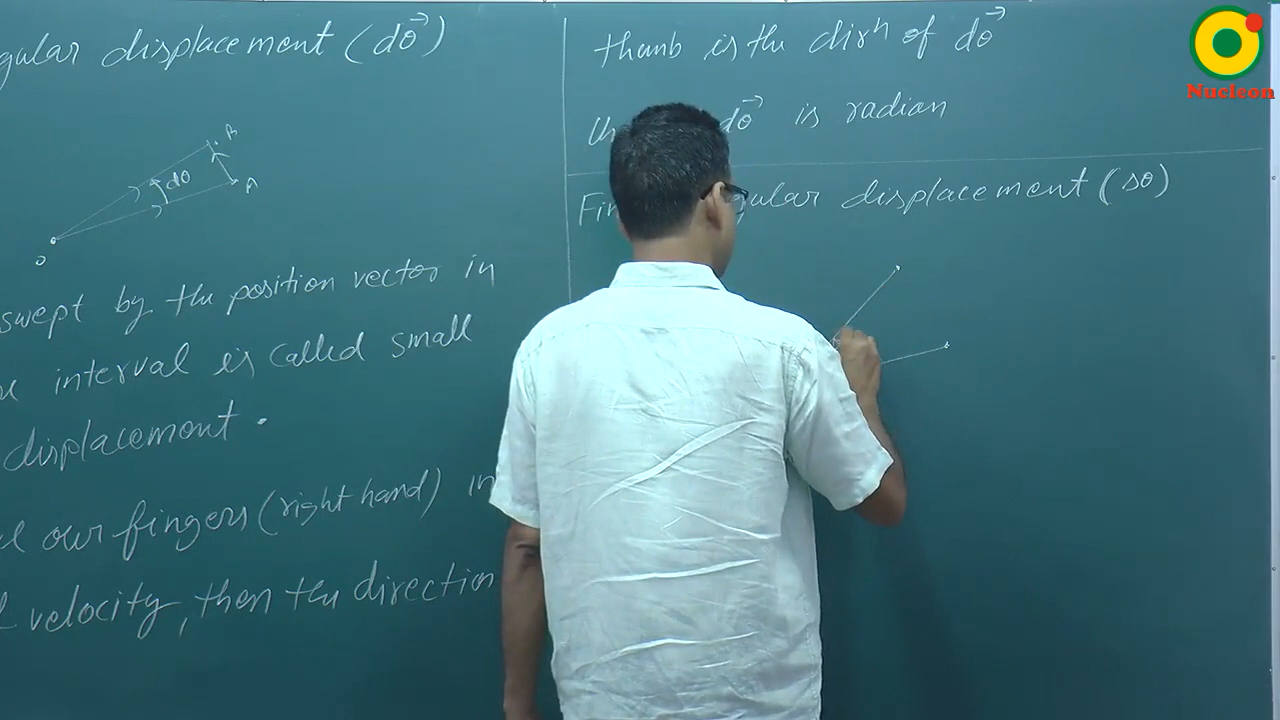 gular displacement (dθ)
B
dθ
A
O
swept by the position vector in
interval is called small
displacement.
our fingers (right hand) in
velocity, then the direction
thumb is the dirn of dθ
dθ is radian
gular displacement (Δθ)
Nucleon